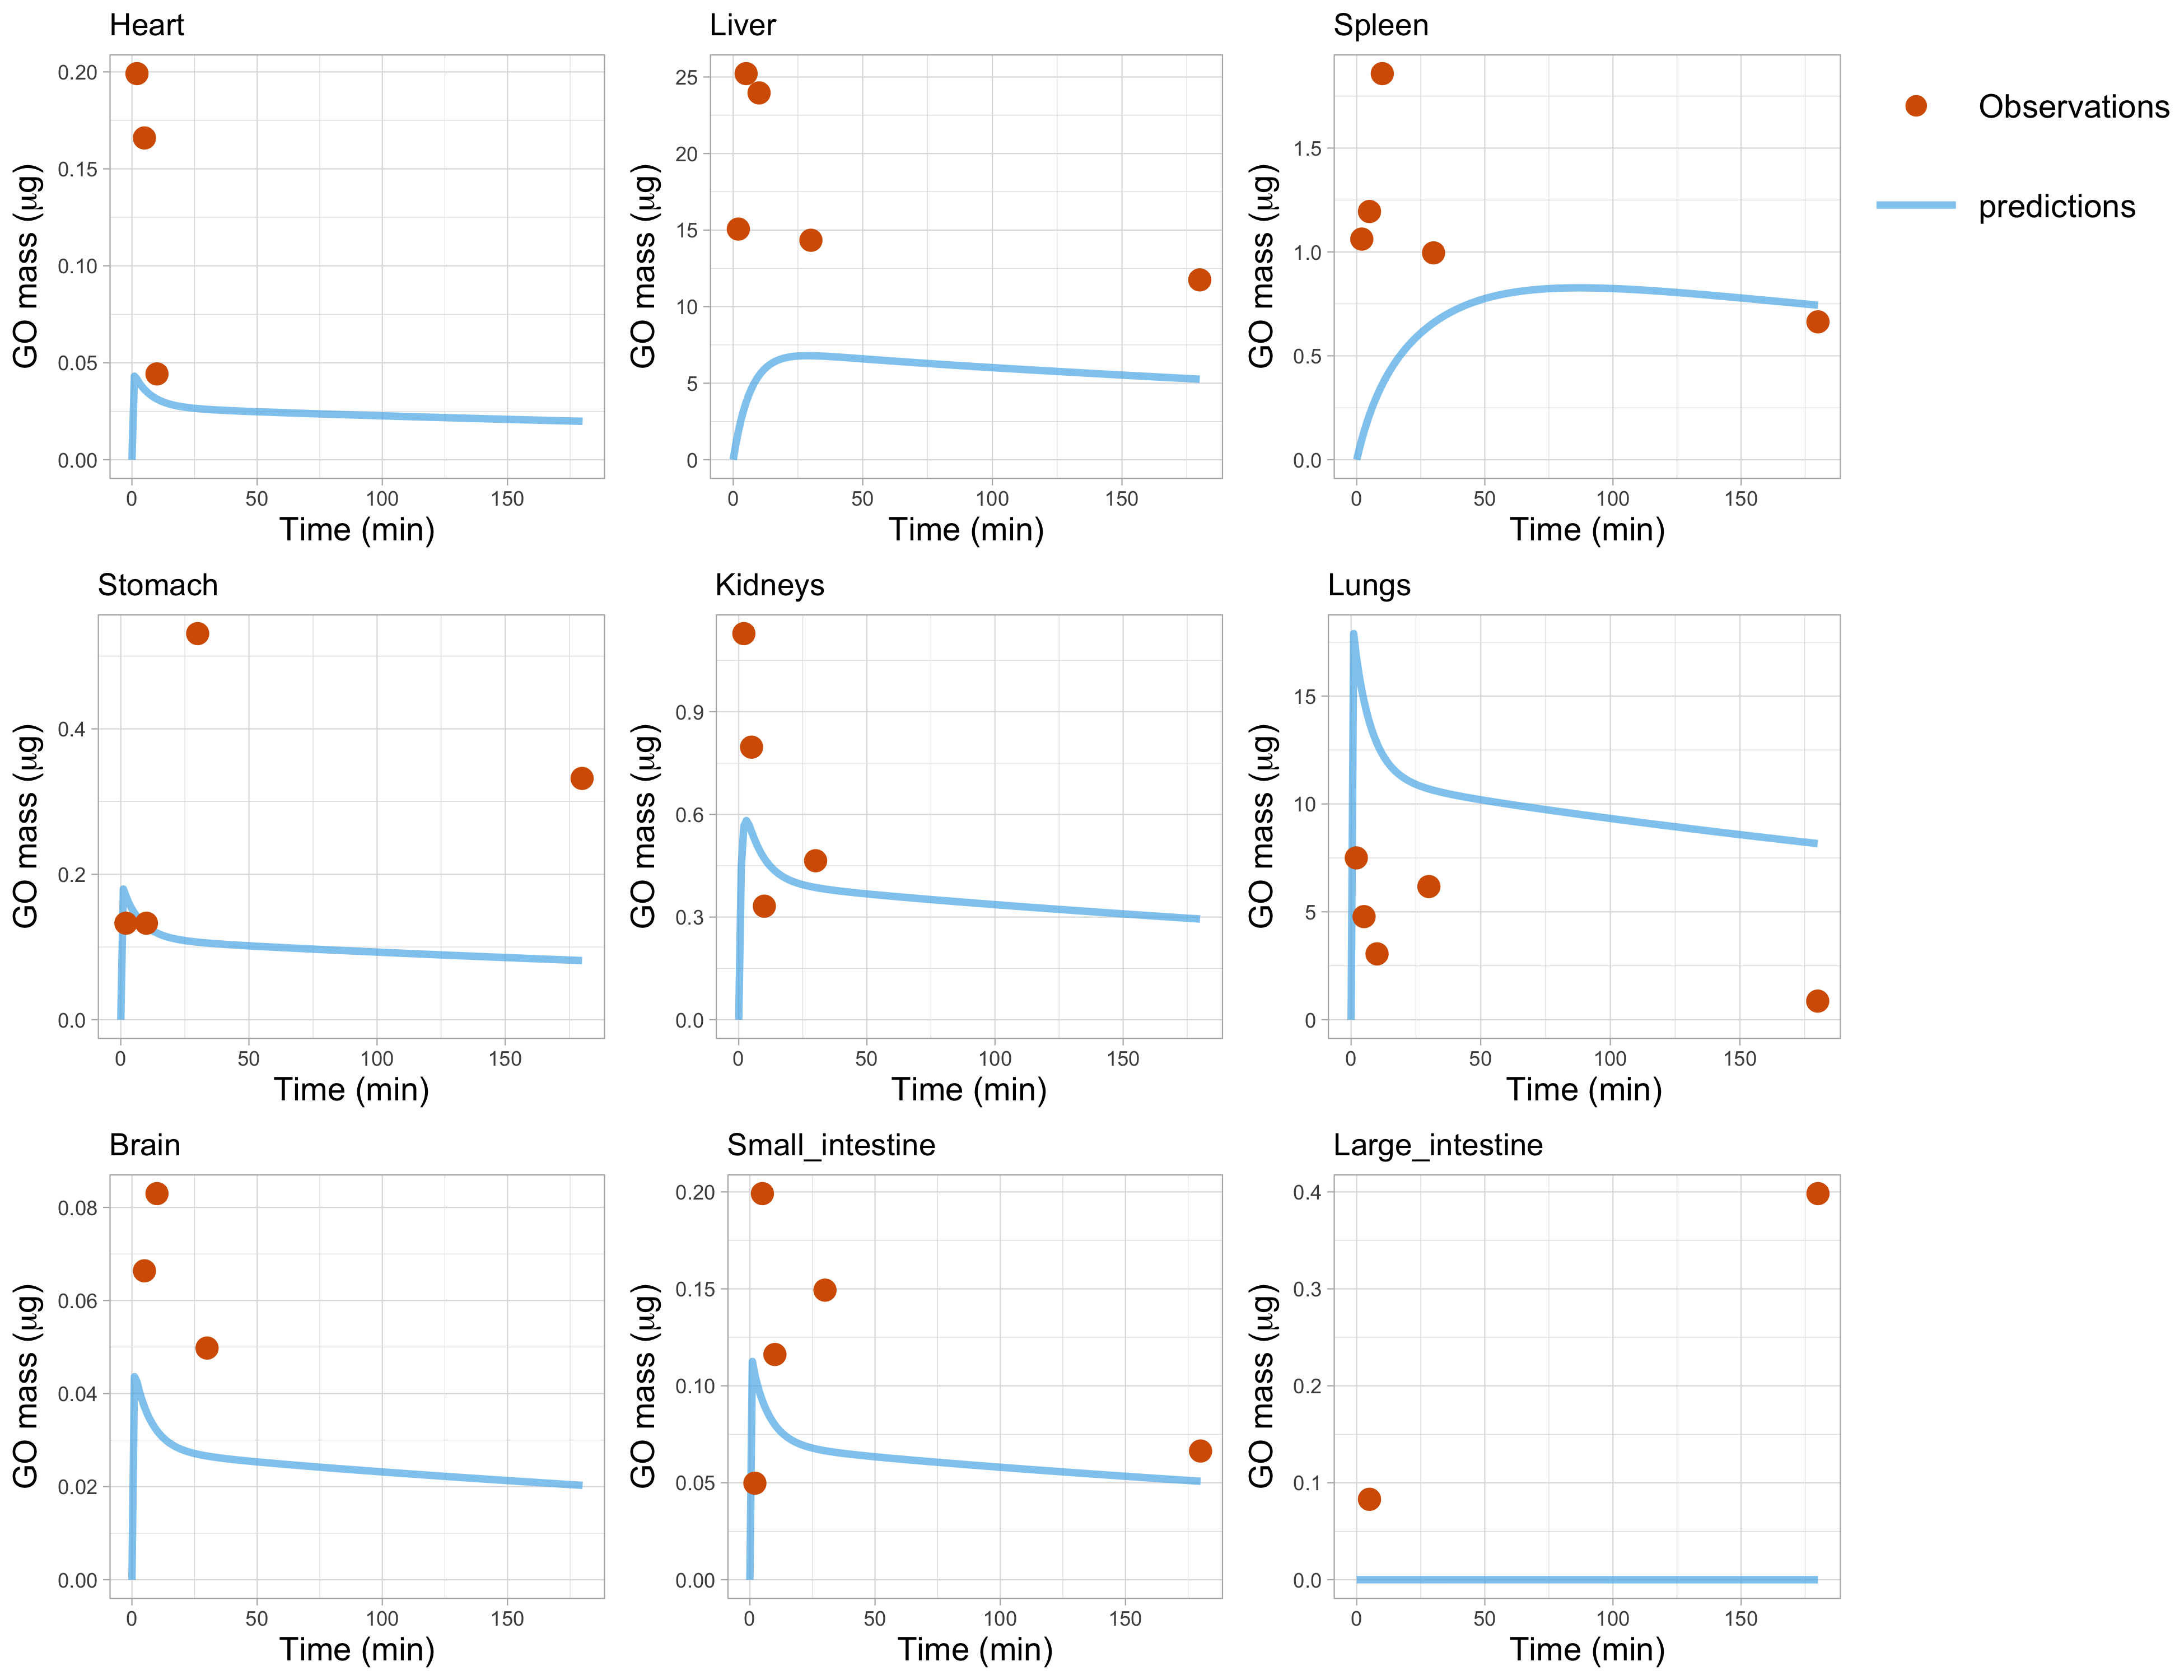 Heart
GO mass (µg)
0.20
0.15
0.10
0.05
0.00
0 50 100 150
Time (min)
Liver
GO mass (µg)
25
20
15
10
5
0
0 50 100 150
Time (min)
Spleen
GO mass (µg)
1.5
1.0
0.5
0.0
0 50 100 150
Time (min)
Observations
predictions
Stomach
GO mass (µg)
0.4
0.2
0.0
0 50 100 150
Time (min)
Kidneys
GO mass (µg)
0.9
0.6
0.3
0.0
0 50 100 150
Time (min)
Lungs
GO mass (µg)
15
10
5
0
0 50 100 150
Time (min)
Brain
GO mass (µg)
0.08
0.06
0.04
0.02
0.00
0 50 100 150
Time (min)
Small_intestine
GO mass (µg)
0.20
0.15
0.10
0.05
0.00
0 50 100 150
Time (min)
Large_intestine
GO mass (µg)
0.4
0.3
0.2
0.1
0.0
0 50 100 150
Time (min)